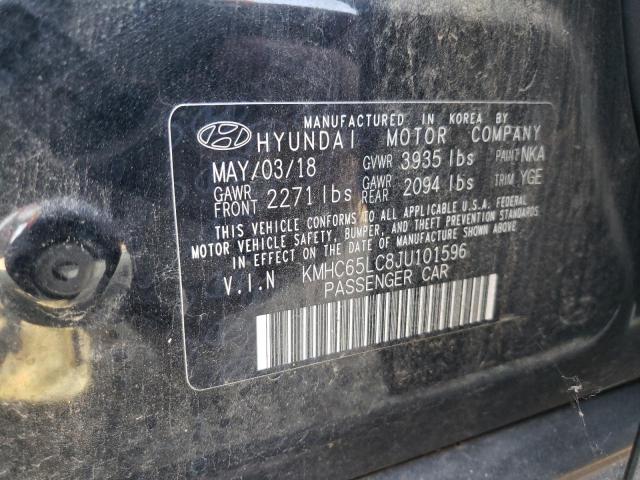 MANUFACTURED IN KOREA BY
HYUNDAI MOTOR COMPANY
MAY/03/18 GVWR 3935 lbs PAINT NKA
GAWR FRONT 2271 lbs GAWR REAR 2094 lbs TRIM YGE
THIS VEHICLE CONFORMS TO ALL APPLICABLE U.S.A. FEDERAL
MOTOR VEHICLE SAFETY, BUMPER, AND THEFT PREVENTION STANDARDS
IN EFFECT ON THE DATE OF MANUFACTURE SHOWN ABOVE.
V.I.N KMHC65LC8JU101596
PASSENGER CAR